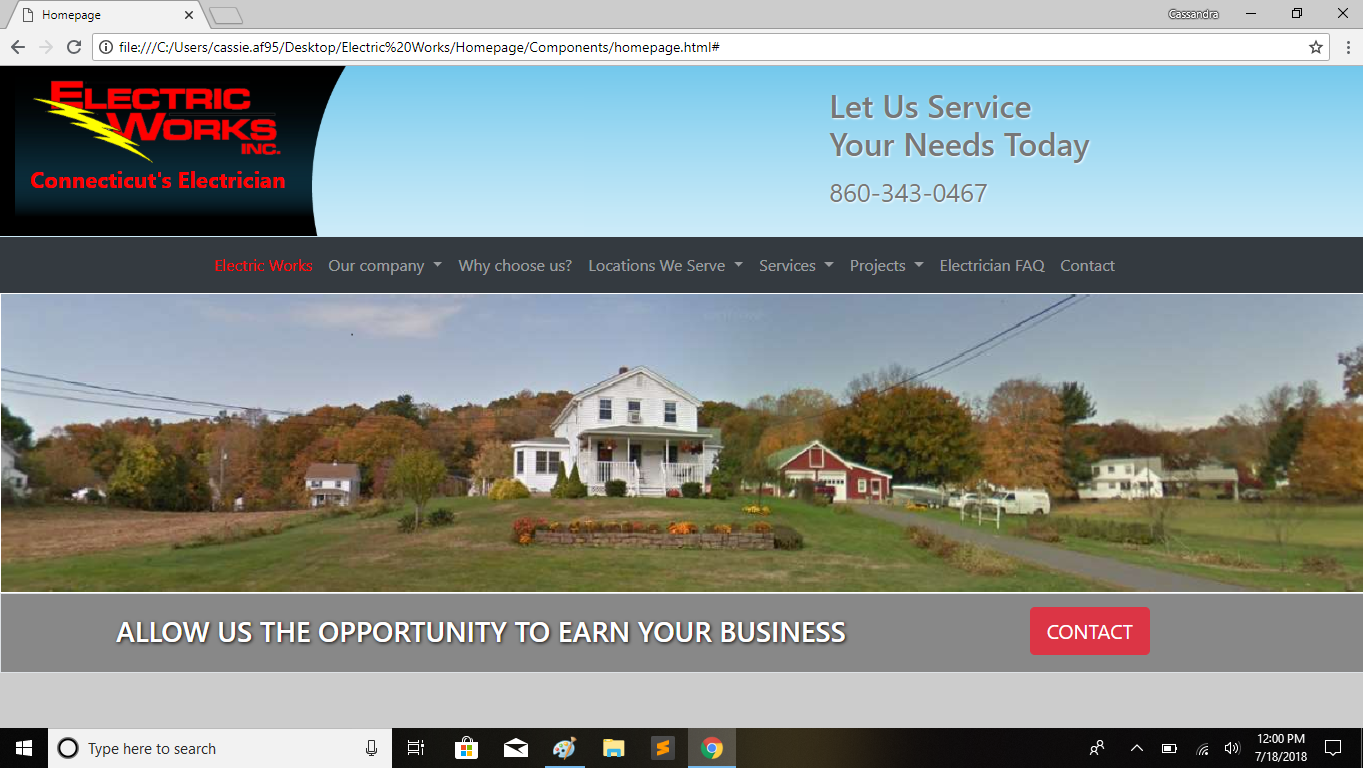 Homepage
Cassandra
file:///C:/Users/cassie.af95/Desktop/Electric%20Works/Homepage/Components/homepage.html#
ELECTRIC
WORKS
INC.
Connecticut's Electrician
Let Us Service
Your Needs Today
860-343-0467
Electric Works Our company Why choose us? Locations We Serve Services Projects Electrician FAQ Contact
ALLOW US THE OPPORTUNITY TO EARN YOUR BUSINESS
CONTACT
Type here to search
12:00 PM
7/18/2018